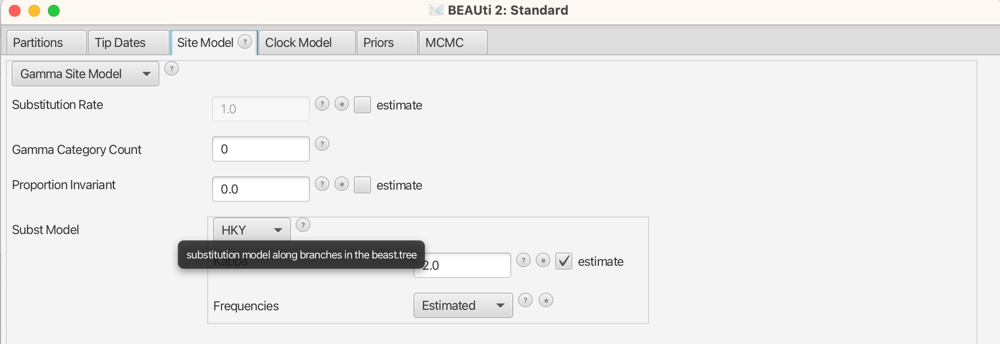 BEAUti 2: Standard
Partitions Tip Dates Site Model ? Clock Model Priors MCMC
Gamma Site Model ?
Substitution Rate 1.0 ? e estimate
Gamma Category Count 0 ?
Proportion Invariant 0.0 ? e estimate
Subst Model HKY ?
substitution model along branches in the beast.tree
Kappa 2.0 ? e estimate
Frequencies Estimated ? e